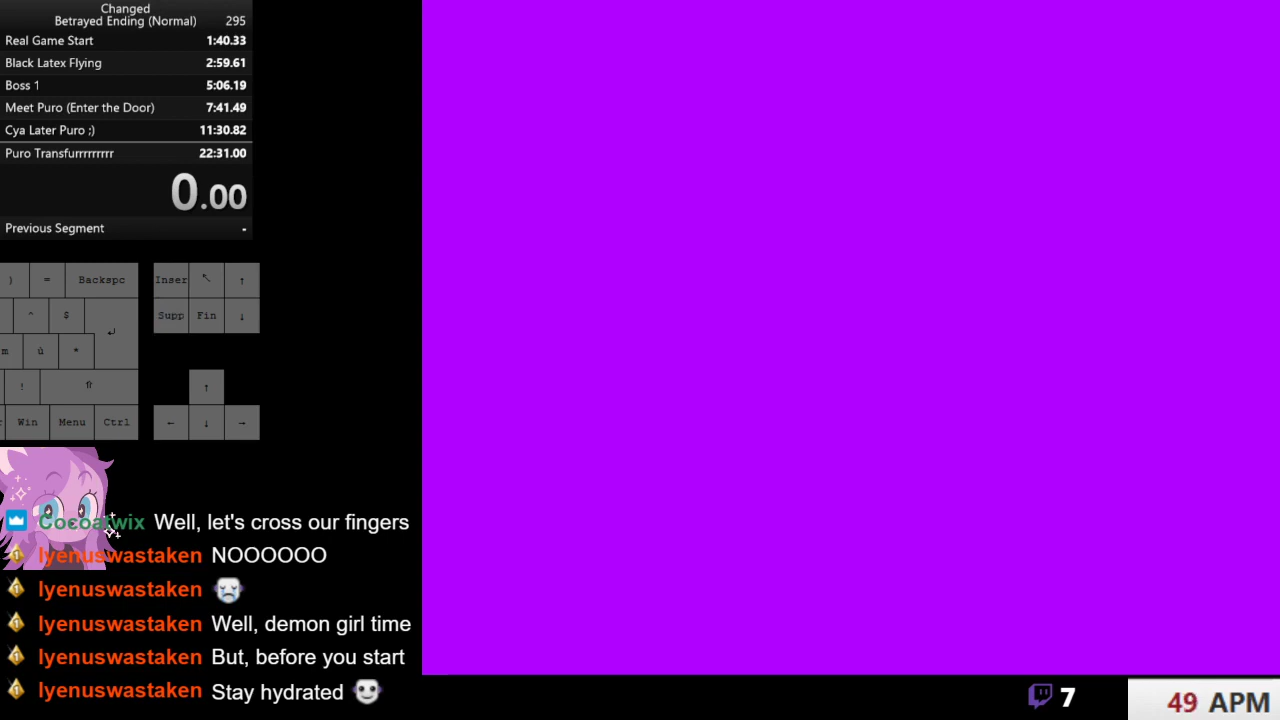 Changed
Betrayed Ending (Normal) 295
Real Game Start 1:40.33
Black Latex Flying 2:59.61
Boss 1 5:06.19
Meet Puro (Enter the Door) 7:41.49
Cya Later Puro ;) 11:30.82
Puro Transfurrrrrrrrr 22:31.00
0.00
Previous Segment -
) = Backspc Inser ↖ ↑
^ $ ↵ Supp Fin ↓
m ù *
! ⇑ ↑
Win Menu Ctrl ← ↓ →
Cocoatwix Well, let's cross our fingers
lyenuswastaken NOOOOOO
lyenuswastaken
lyenuswastaken Well, demon girl time
lyenuswastaken But, before you start
lyenuswastaken Stay hydrated
7
49 APM